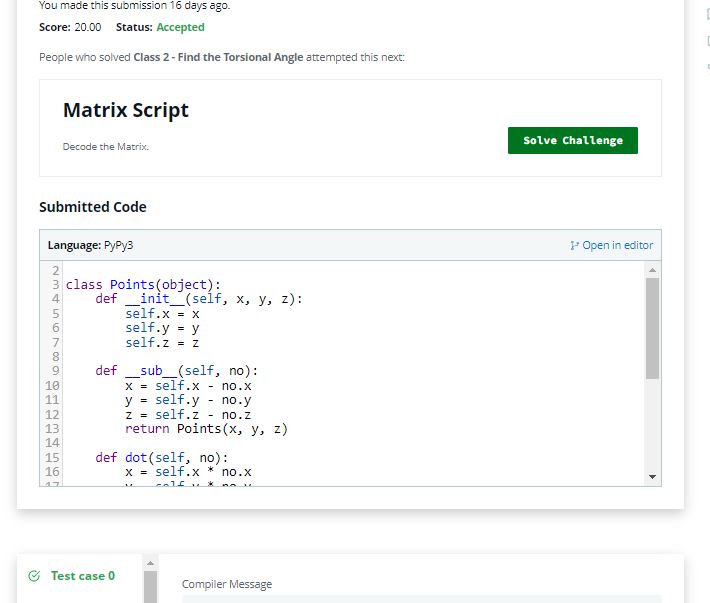 You made this submission 16 days ago.
Score: 20.00 Status: Accepted
People who solved Class 2 - Find the Torsional Angle attempted this next:
Matrix Script
Decode the Matrix.
Solve Challenge
Submitted Code
Language: PyPy3
Open in editor
2
3 class Points(object):
4 def __init__(self, x, y, z):
5 self.x = x
6 self.y = y
7 self.z = z
8
9 def __sub__(self, no):
10 x = self.x - no.x
11 y = self.y - no.y
12 z = self.z - no.z
13 return Points(x, y, z)
14
15 def dot(self, no):
16 x = self.x * no.x
17 y = self.y * no.y
Test case 0
Compiler Message